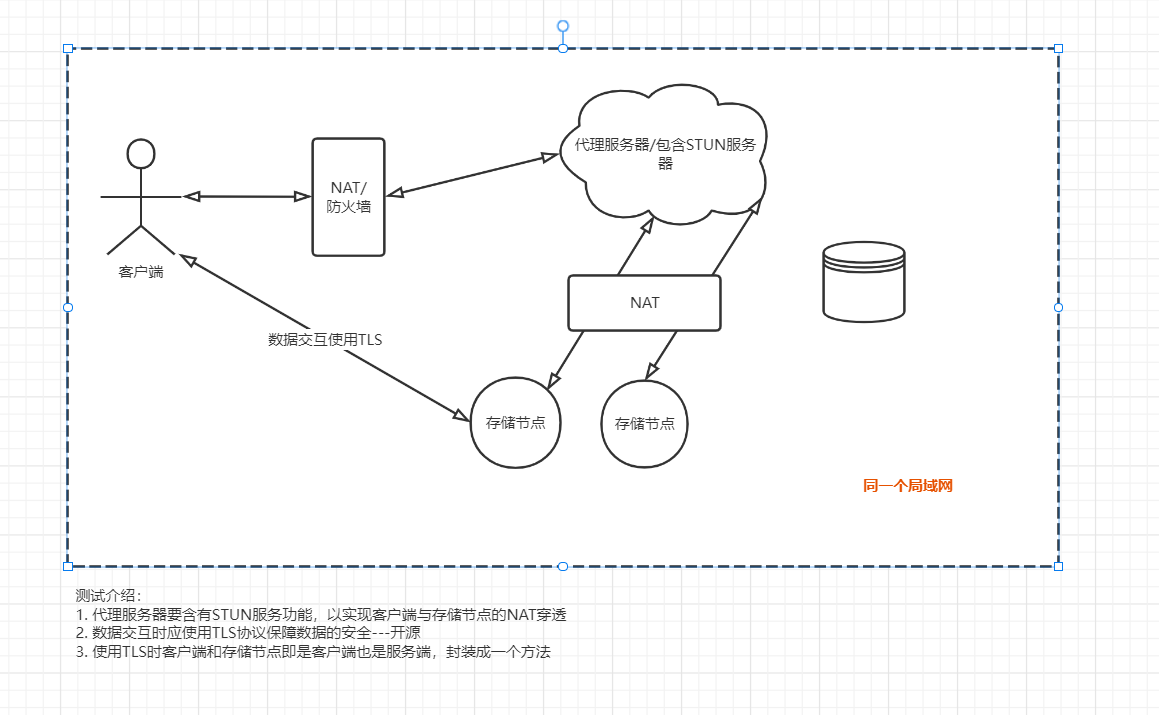 代理服务器/包含STUN服务
器
NAT/
防火墙
客户端
NAT
数据交互使用TLS
存储节点
存储节点
同一个局域网
测试介绍：
1. 代理服务器要含有STUN服务功能，以实现客户端与存储节点的NAT穿透
2. 数据交互时应使用TLS协议保障数据的安全---开源
3. 使用TLS时客户端和存储节点即是客户端也是服务端，封装成一个方法